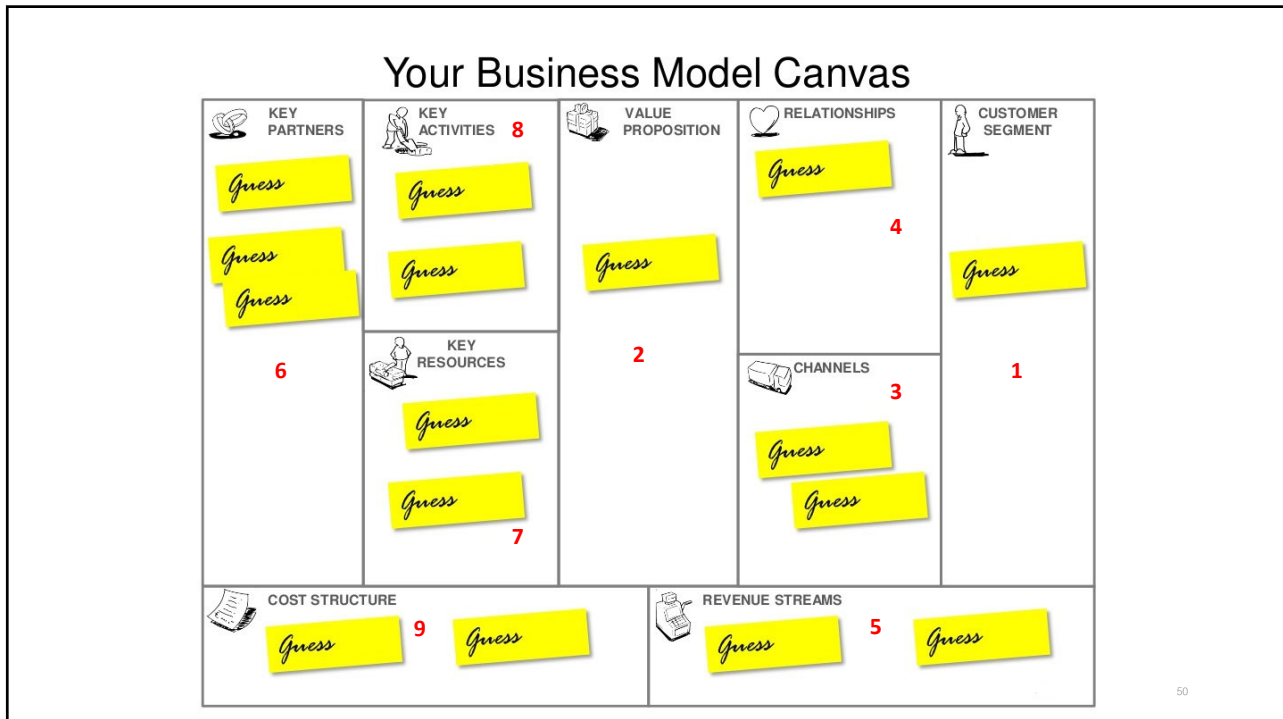 Your Business Model Canvas
KEY
PARTNERS
Guess
Guess
Guess
6
KEY
ACTIVITIES 8
Guess
Guess
KEY
RESOURCES
Guess
Guess
7
VALUE
PROPOSITION
Guess
2
RELATIONSHIPS
Guess
4
CHANNELS
3
Guess
Guess
CUSTOMER
SEGMENT
Guess
1
COST STRUCTURE
Guess
9
Guess
REVENUE STREAMS
Guess
5
Guess
50